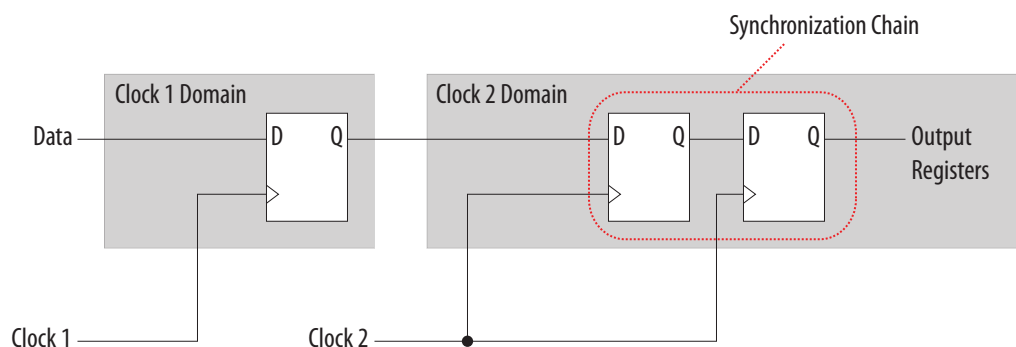 Synchronization Chain
Clock 1 Domain
Clock 2 Domain
Data
D Q
D Q
D Q
Output
Registers
Clock 1
Clock 2